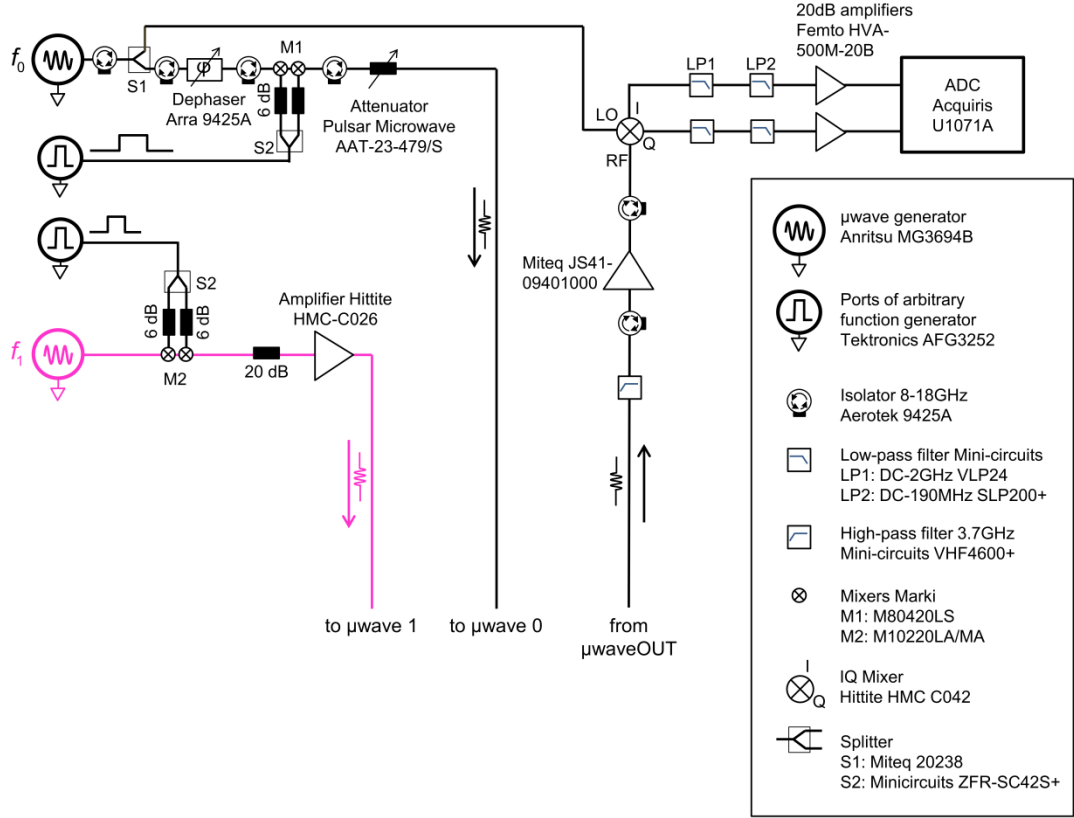 20dB amplifiers
Femto HVA-
500M-20B
f0
S1
φ
M1
6 dB
Dephaser
Arra 9425A
S2
Attenuator
Pulsar Microwave
AAT-23-479/S
LP1
LP2
LO
I
Q
RF
ADC
Acquiris
U1071A
S2
6 dB
6 dB
f1
M2
20 dB
Amplifier Hittite
HMC-C026
Miteq JS41-
09401000
to µwave 1
to µwave 0
from
µwaveOUT
µwave generator
Anritsu MG3694B
Ports of arbitrary
function generator
Tektronics AFG3252
Isolator 8-18GHz
Aerotek 9425A
Low-pass filter Mini-circuits
LP1: DC-2GHz VLP24
LP2: DC-190MHz SLP200+
High-pass filter 3.7GHz
Mini-circuits VHF4600+
Mixers Marki
M1: M80420LS
M2: M10220LA/MA
I
Q
IQ Mixer
Hittite HMC C042
Splitter
S1: Miteq 20238
S2: Minicircuits ZFR-SC42S+